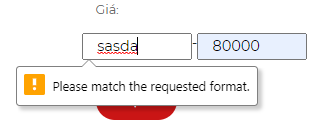 Giá:
sasda - 80000
! Please match the requested format.